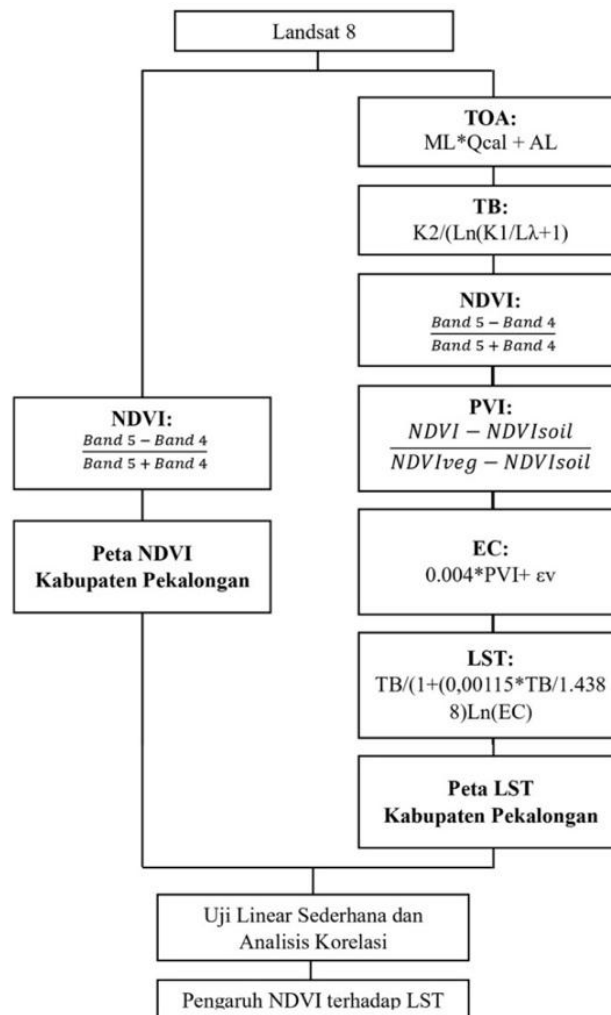 Landsat 8
TOA:
ML*Qcal + AL
TB:
K2/(Ln(K1/Lλ+1)
NDVI:
Band 5 − Band 4
Band 5 + Band 4
PVI:
NDVI − NDVIsoil
NDVIveg − NDVIsoil
EC:
0.004*PVI+ εv
LST:
TB/(1+(0,00115*TB/1.438
8)Ln(EC)
Peta LST
Kabupaten Pekalongan
NDVI:
Band 5 − Band 4
Band 5 + Band 4
Peta NDVI
Kabupaten Pekalongan
Uji Linear Sederhana dan
Analisis Korelasi
Pengaruh NDVI terhadap LST